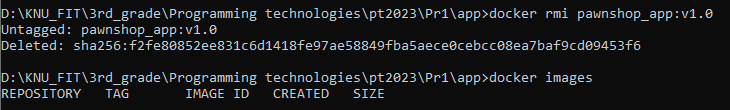 D:\KNU_FIT\3rd_grade\Programming technologies\pt2023\Pr1\app>docker rmi pawnshop_app:v1.0
Untagged: pawnshop_app:v1.0
Deleted: sha256:f2fe80852ee831c6d1418fe97ae58849fba5aece0cebcc08ea7baf9cd09453f6
D:\KNU_FIT\3rd_grade\Programming technologies\pt2023\Pr1\app>docker images
REPOSITORY   TAG       IMAGE ID   CREATED   SIZE